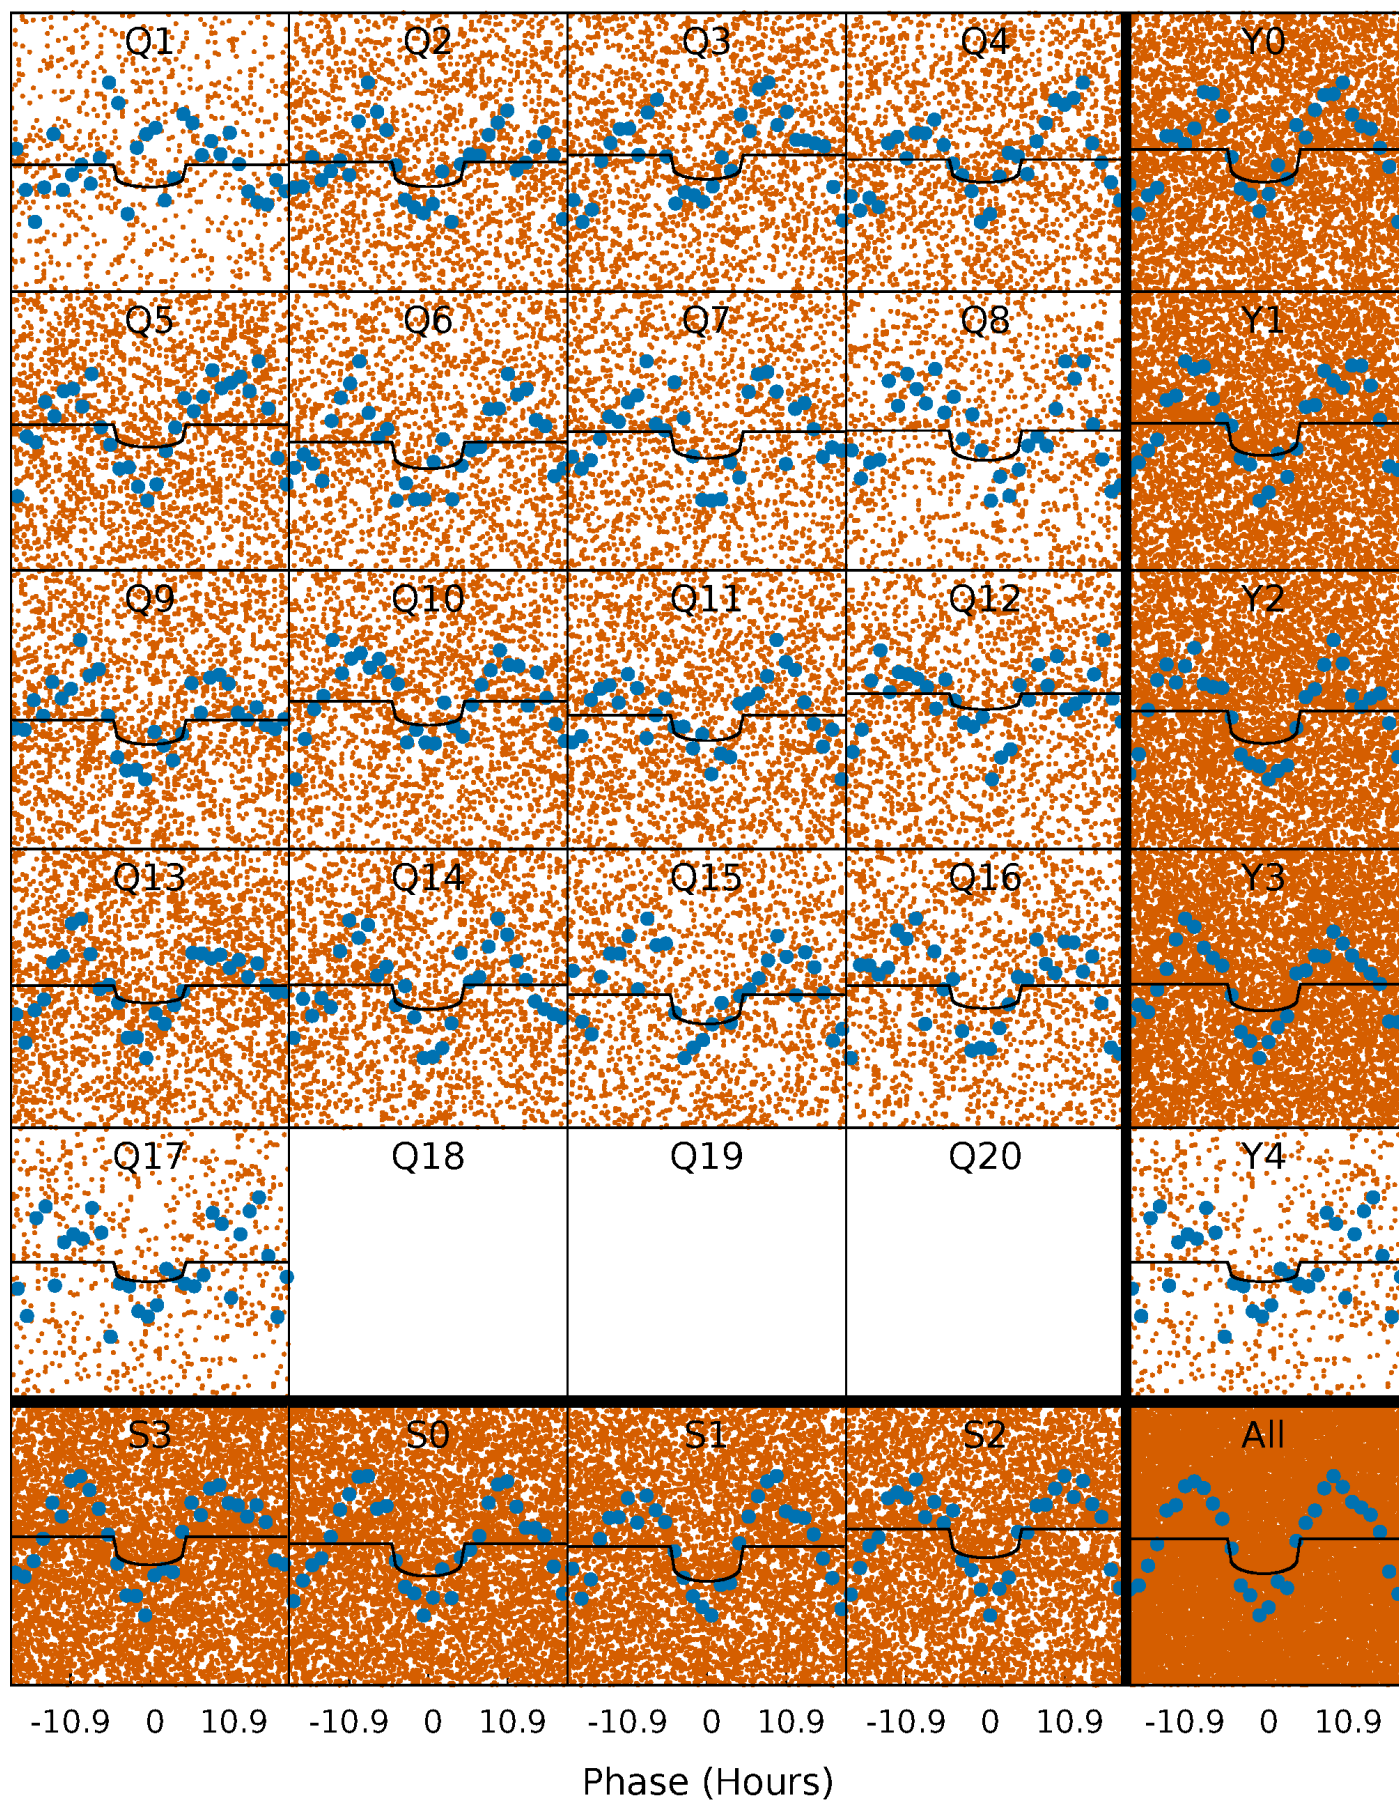 Q1 Q2 Q3 Q4 Y0
Q5 Q6 Q7 Q8 Y1
Q9 Q10 Q11 Q12 Y2
Q13 Q14 Q15 Q16 Y3
Q17 Q18 Q19 Q20 Y4
S3 S0 S1 S2 All
-10.9 0 10.9 -10.9 0 10.9 -10.9 0 10.9 -10.9 0 10.9 -10.9 0 10.9
Phase (Hours)